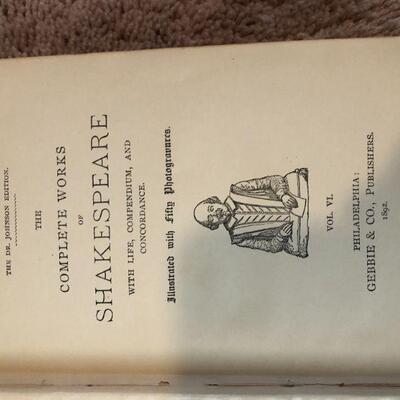 THE DR. JOHNSON EDITION.
THE
COMPLETE WORKS
OF
SHAKESPEARE
WITH LIFE, COMPENDIUM, AND
CONCORDANCE.
Illustrated with Fifty Photogravures.
VOL. VI.
PHILADELPHIA:
GEBBIE & CO., PUBLISHERS.
1892.